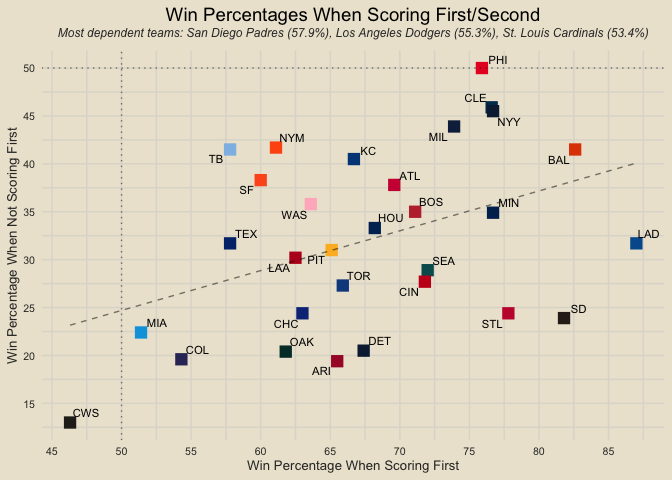 Win Percentages When Scoring First/Second
Most dependent teams: San Diego Padres (57.9%), Los Angeles Dodgers (55.3%), St. Louis Cardinals (53.4%)
Win Percentage When Not Scoring First
50
45
40
35
30
25
20
15
PHI
CLE
NYY
MIL
NYM
TB
KC
BAL
SF
ATL
WAS
BOS
MIN
HOU
TEX
LAD
LAA
PIT
SEA
TOR
CIN
CHC
STL
SD
MIA
COL
OAK
DET
ARI
CWS
45
50
55
60
65
70
75
80
85
Win Percentage When Scoring First